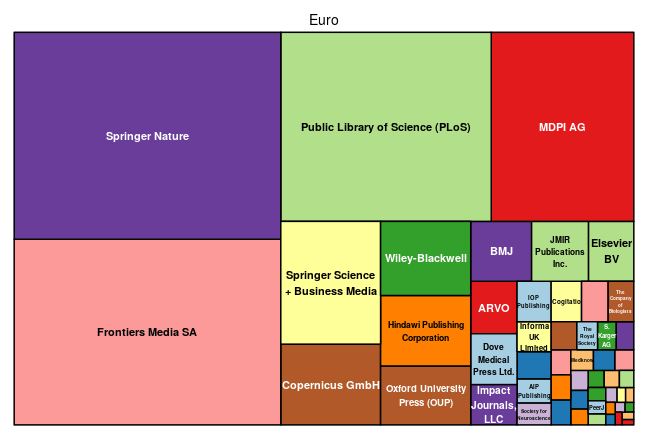 Euro
Springer Nature
Public Library of Science (PLoS)
MDPI AG
Frontiers Media SA
Springer Science
+ Business Media
Copernicus GmbH
Wiley-Blackwell
Hindawi Publishing
Corporation
Oxford University
Press (OUP)
BMJ
JMIR
Publications
Inc.
Elsevier
BV
ARVO
Dove
Medical
Press Ltd.
Impact
Journals,
LLC
IOP
Publishing
Cogitatio
The
Company
of
Biologists
Informa
UK
Limited
The
Royal
Society
S.
Karger
AG
AIP
Publishing
Society for
Neuroscience
Medknow
PeerJ